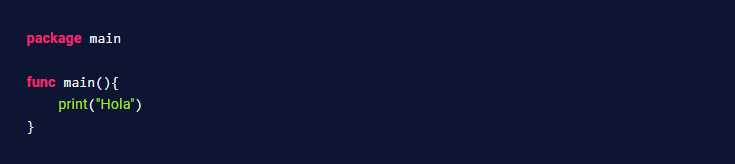 package main
func main(){
    print("Hola")
}